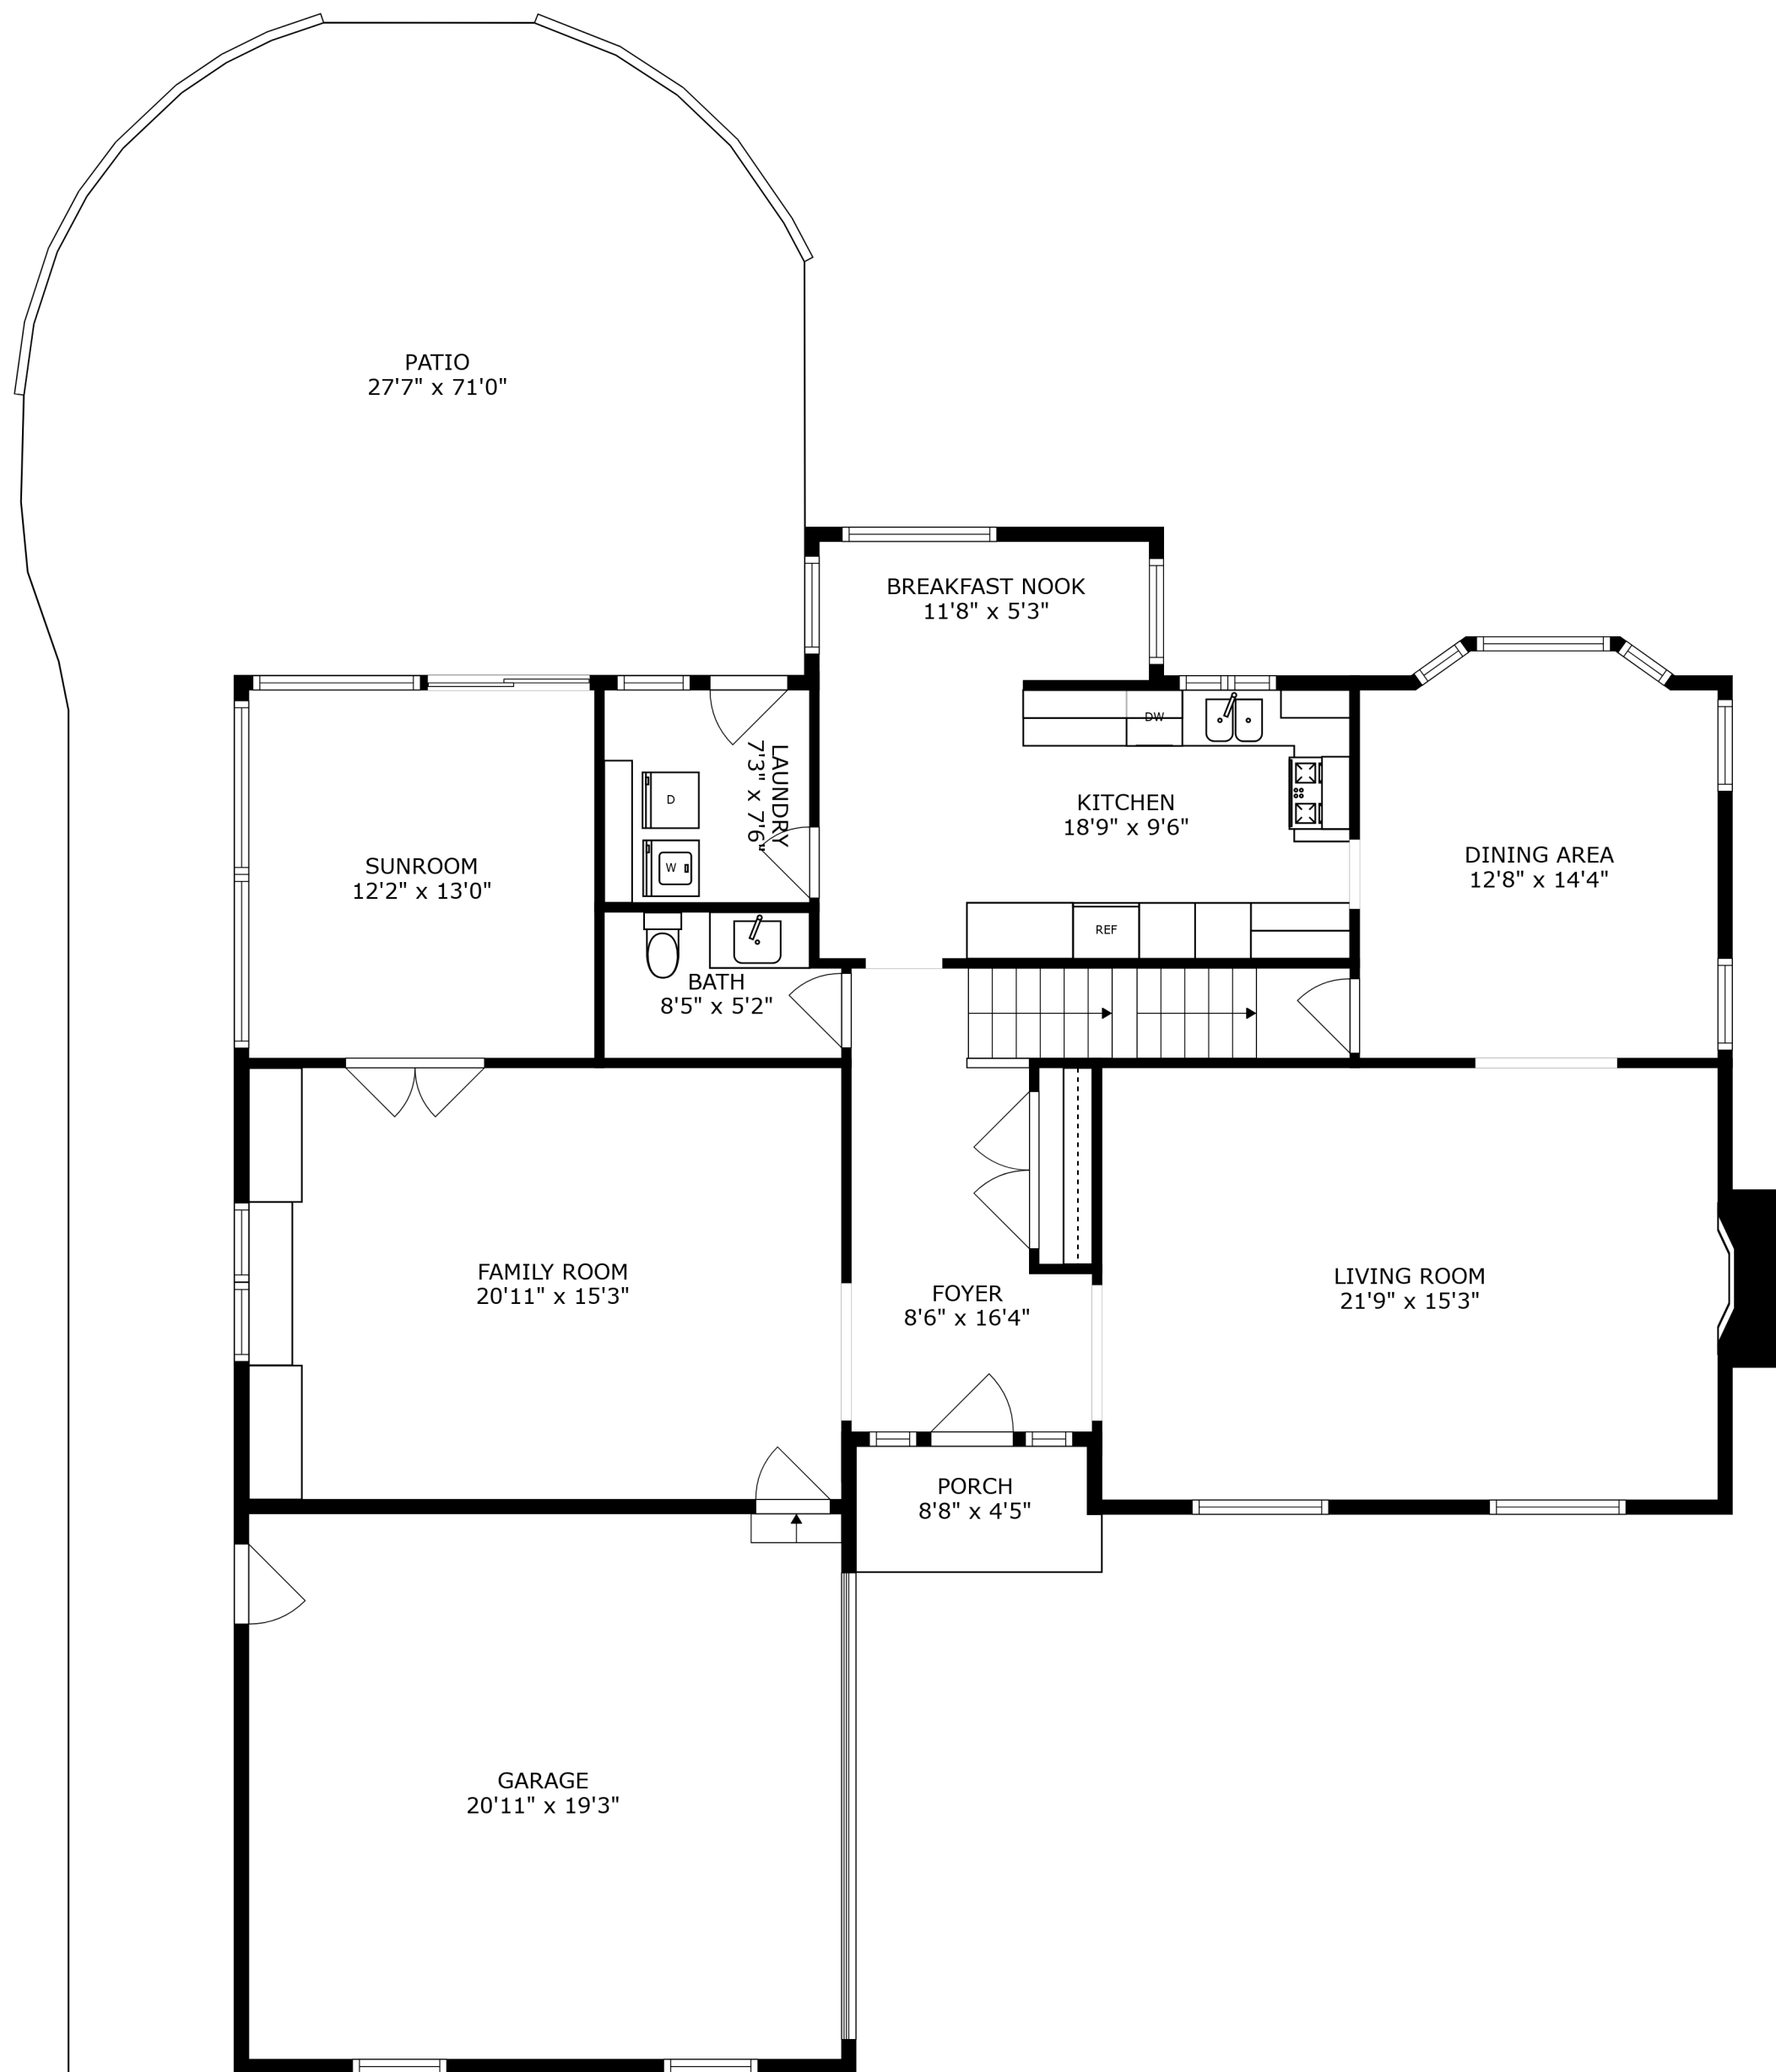 PATIO
27'7" x 71'0"
BREAKFAST NOOK
11'8" x 5'3"
DW
LAUNDRY
7'3" x 7'6"
D
W
KITCHEN
18'9" x 9'6"
SUNROOM
12'2" x 13'0"
DINING AREA
12'8" x 14'4"
REF
BATH
8'5" x 5'2"
FAMILY ROOM
20'11" x 15'3"
FOYER
8'6" x 16'4"
LIVING ROOM
21'9" x 15'3"
PORCH
8'8" x 4'5"
GARAGE
20'11" x 19'3"